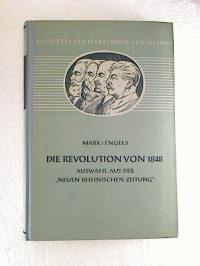 BÜCHEREI DES MARXISMUS-LENINISMUS
MARX/ENGELS
DIE REVOLUTION VON 1848
AUSWAHL AUS DER
„NEUEN RHEINISCHEN ZEITUNG"